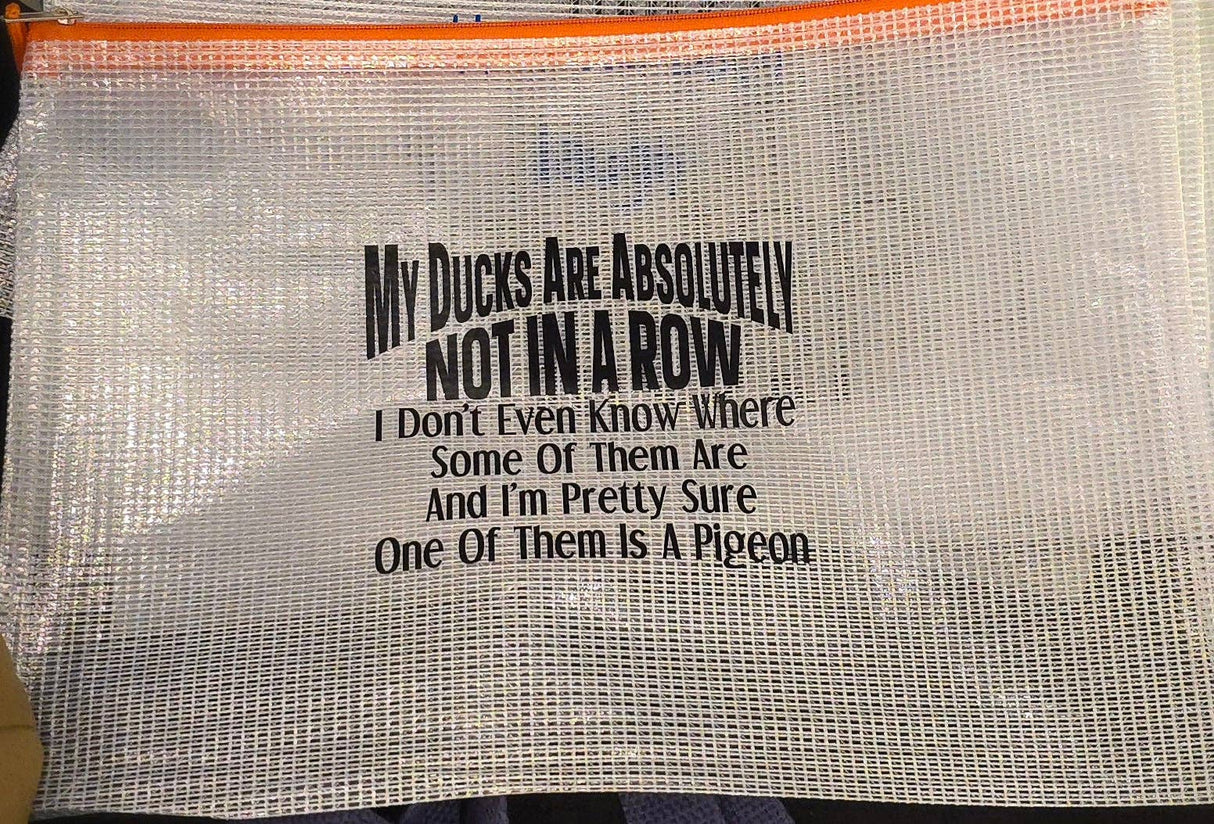 My Ducks Are Absolutely
NOT IN A ROW
I Don't Even Know Where
Some Of Them Are
And I'm Pretty Sure
One Of Them Is A Pigeon